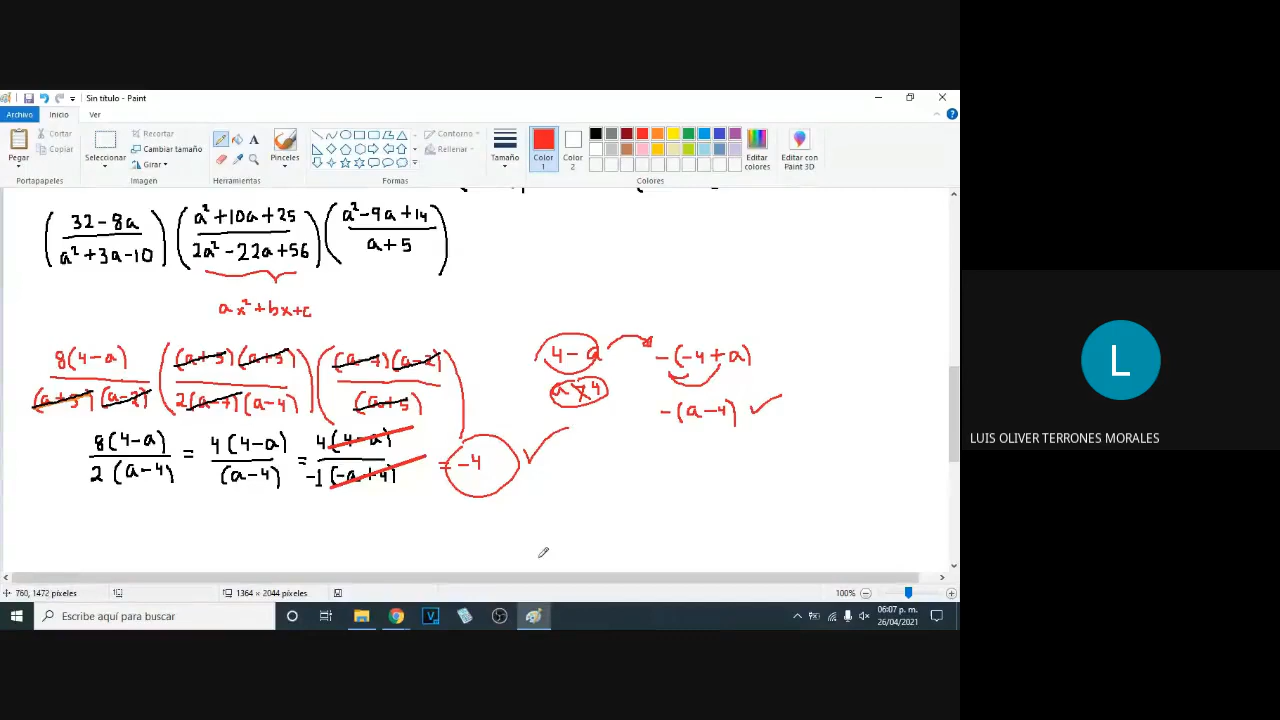 Sin título - Paint
Archivo Inicio Ver
Pegar
Cortar
Copiar
Portapapeles
Seleccionar
Recortar
Cambiar tamaño
Girar
Imagen
A
Herramientas
Pinceles
Contorno
Rellenar
Formas
Tamaño
Color 1
Color 2
Editar colores
Editar con Paint 3D
Colores
(32-8a / a²+3a-10) (a²+10a+25 / 2a²-22a+56) (a²-9a+14 / a+5)
ax²+bx+c
8(4-a) / (a+5)(a-2) ((a+5)(a+5) / 2(a-7)(a-4)) ((a-7)(a-2) / (a+5))
4-a -(-4+a)
a-4
-(a-4) ✓
8(4-a) / 2(a-4) = 4(4-a) / (a-4) = 4(4-a) / -1(-a+4) = -4 ✓
760, 1472 píxeles 1364 × 2044 píxeles 100%
Escribe aquí para buscar
V
06:07 p. m.
26/04/2021
L
LUIS OLIVER TERRONES MORALES